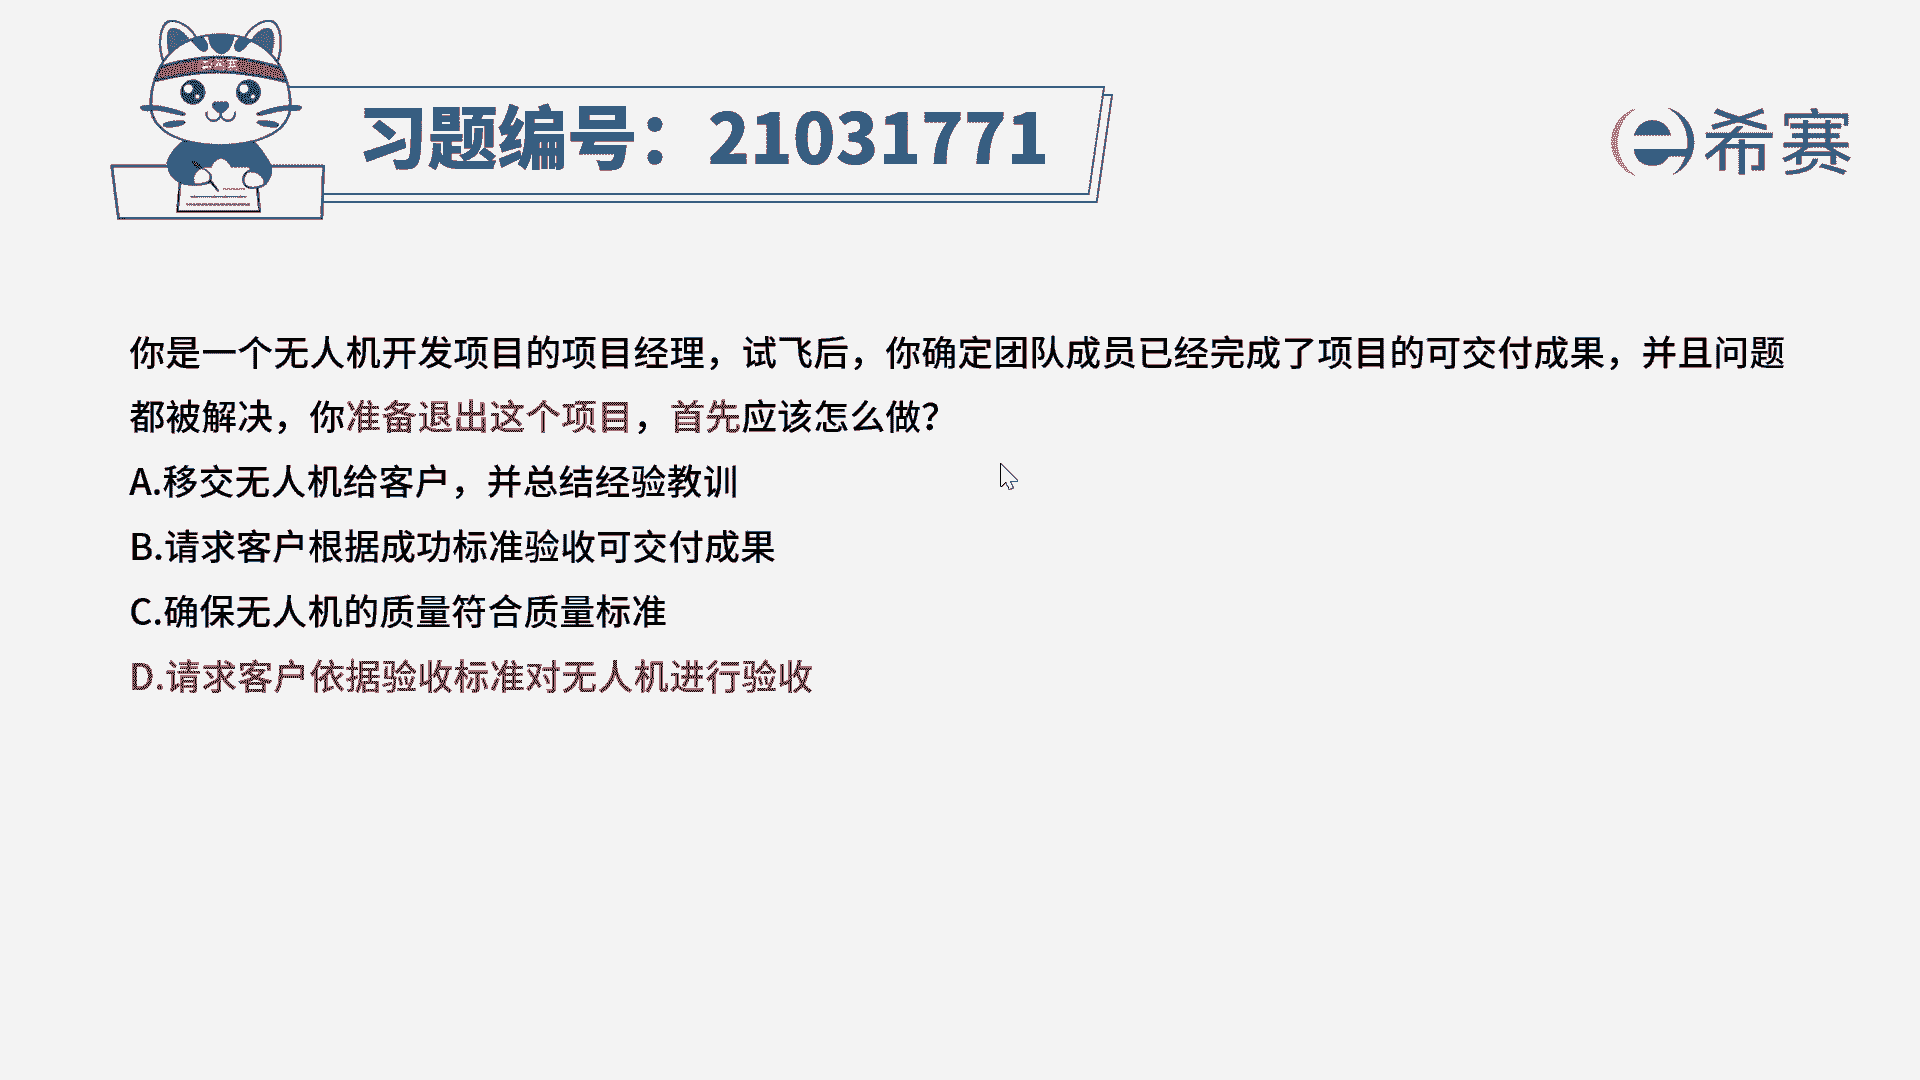 习题编号：21031771
希赛
你是一个无人机开发项目的项目经理，试飞后，你确定团队成员已经完成了项目的可交付成果，并且问题
都被解决，你准备退出这个项目，首先应该怎么做？
A.移交无人机给客户，并总结经验教训
B.请求客户根据成功标准验收可交付成果
C.确保无人机的质量符合质量标准
D.请求客户依据验收标准对无人机进行验收